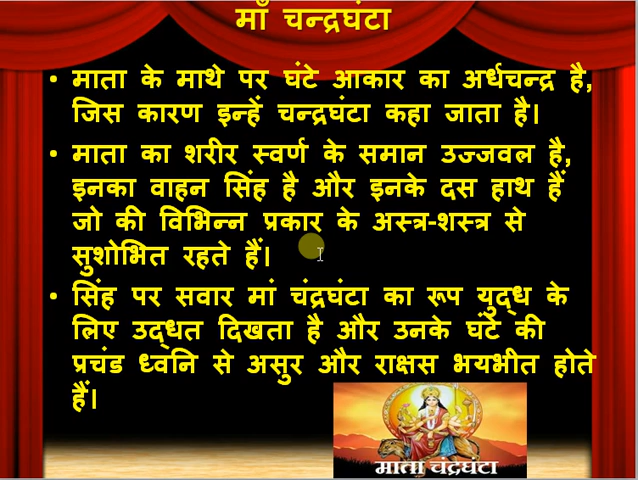 माँ चन्द्रघंटा
• माता के माथे पर घंटे आकार का अर्धचन्द्र है,
जिस कारण इन्हें चन्द्रघंटा कहा जाता है।
• माता का शरीर स्वर्ण के समान उज्जवल है,
इनका वाहन सिंह है और इनके दस हाथ हैं
जो की विभिन्न प्रकार के अस्त्र-शस्त्र से
सुशोभित रहते हैं।
• सिंह पर सवार मां चंद्रघंटा का रूप युद्ध के
लिए उद्धत दिखता है और उनके घंटे की
प्रचंड ध्वनि से असुर और राक्षस भयभीत होते
हैं।
माता चंद्रघंटा